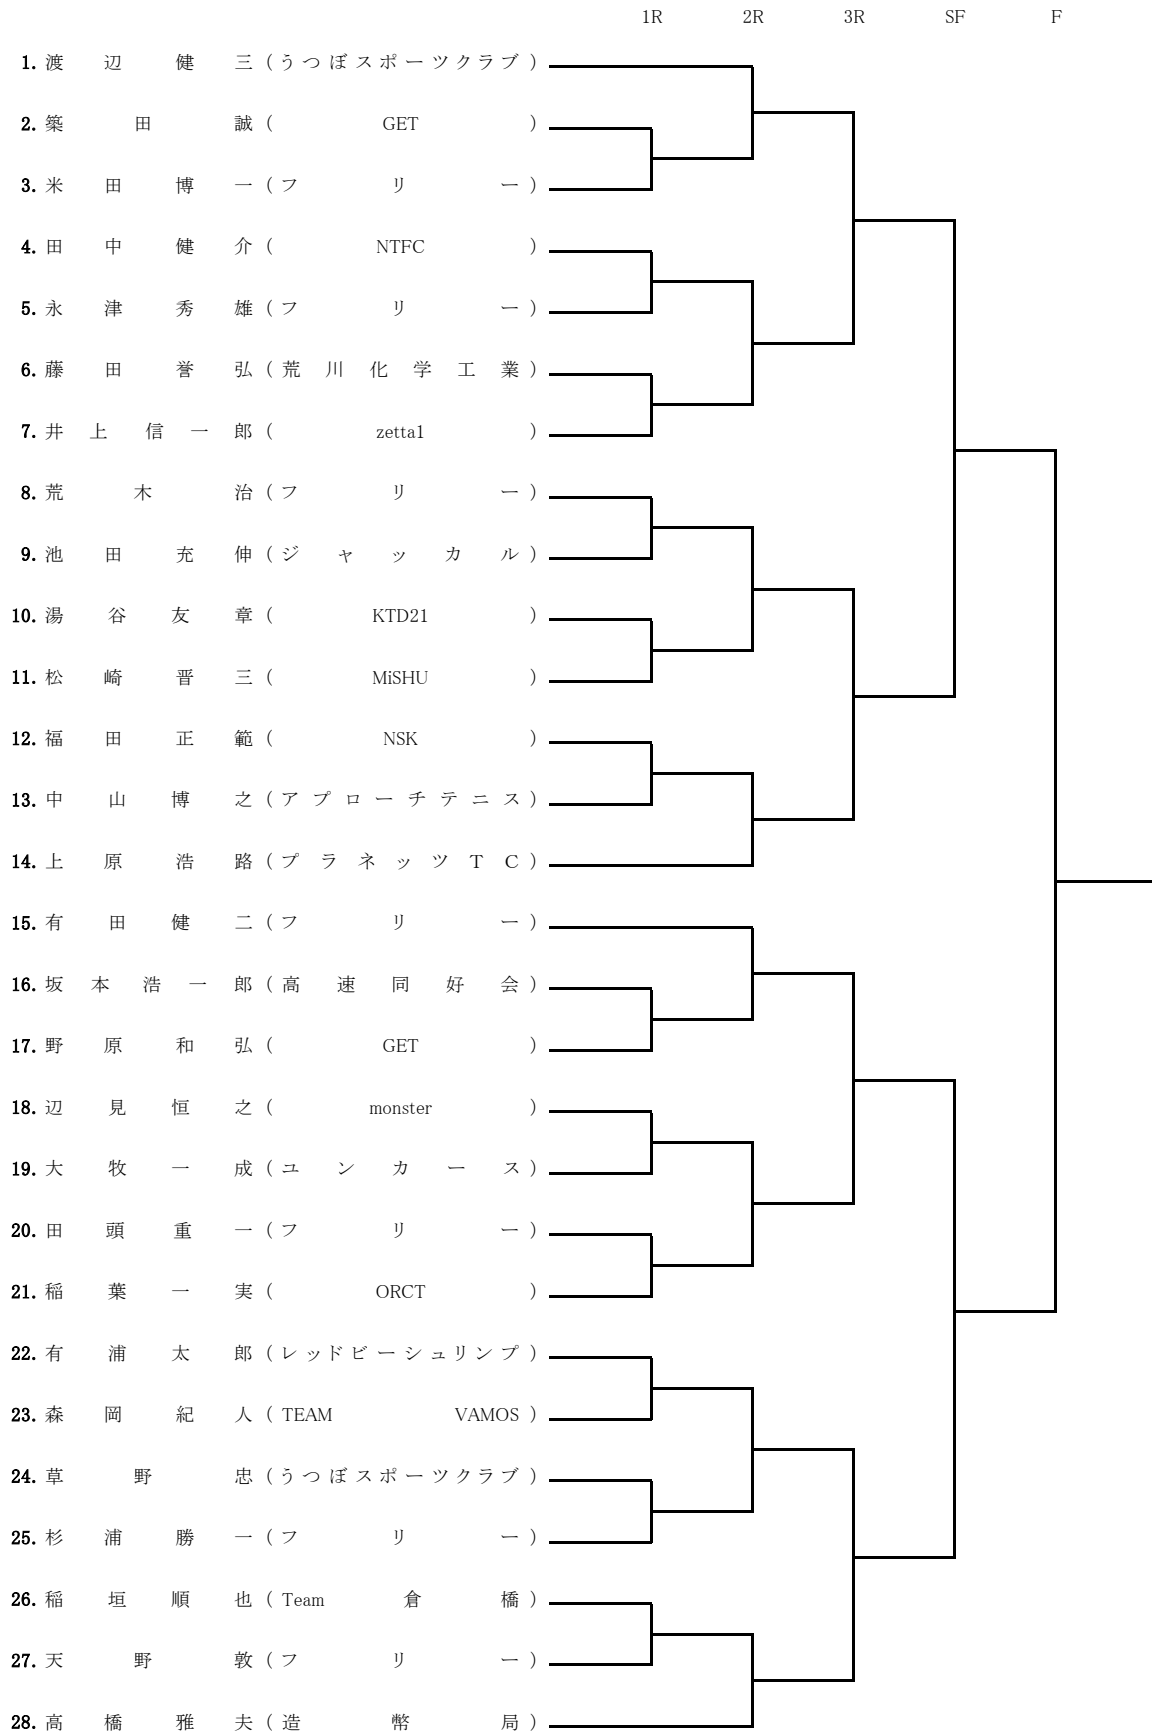 1R 2R 3R SF F
1. 渡辺健三 (うつぼスポーツクラブ)
2. 築田誠 (GET)
3. 米田博一 (フリー)
4. 田中健介 (NTFC)
5. 永津秀雄 (フリー)
6. 藤田誉弘 (荒川化学工業)
7. 井上信一郎 (zetta1)
8. 荒木治 (フリー)
9. 池田充伸 (ジャッカル)
10. 湯谷友章 (KTD21)
11. 松崎晋三 (MiSHU)
12. 福田正範 (NSK)
13. 中山博之 (アプローチテニス)
14. 上原浩路 (プラネッツTC)
15. 有田健二 (フリー)
16. 坂本浩一郎 (高速同好会)
17. 野原和弘 (GET)
18. 辺見恒之 (monster)
19. 大牧一成 (ユンカース)
20. 田頭重一 (フリー)
21. 稲葉一実 (ORCT)
22. 有浦太郎 (レッドビーシュリンプ)
23. 森岡紀人 (TEAM VAMOS)
24. 草野忠 (うつぼスポーツクラブ)
25. 杉浦勝一 (フリー)
26. 稲垣順也 (Team 倉橋)
27. 天野敦 (フリー)
28. 高橋雅夫 (造幣局)